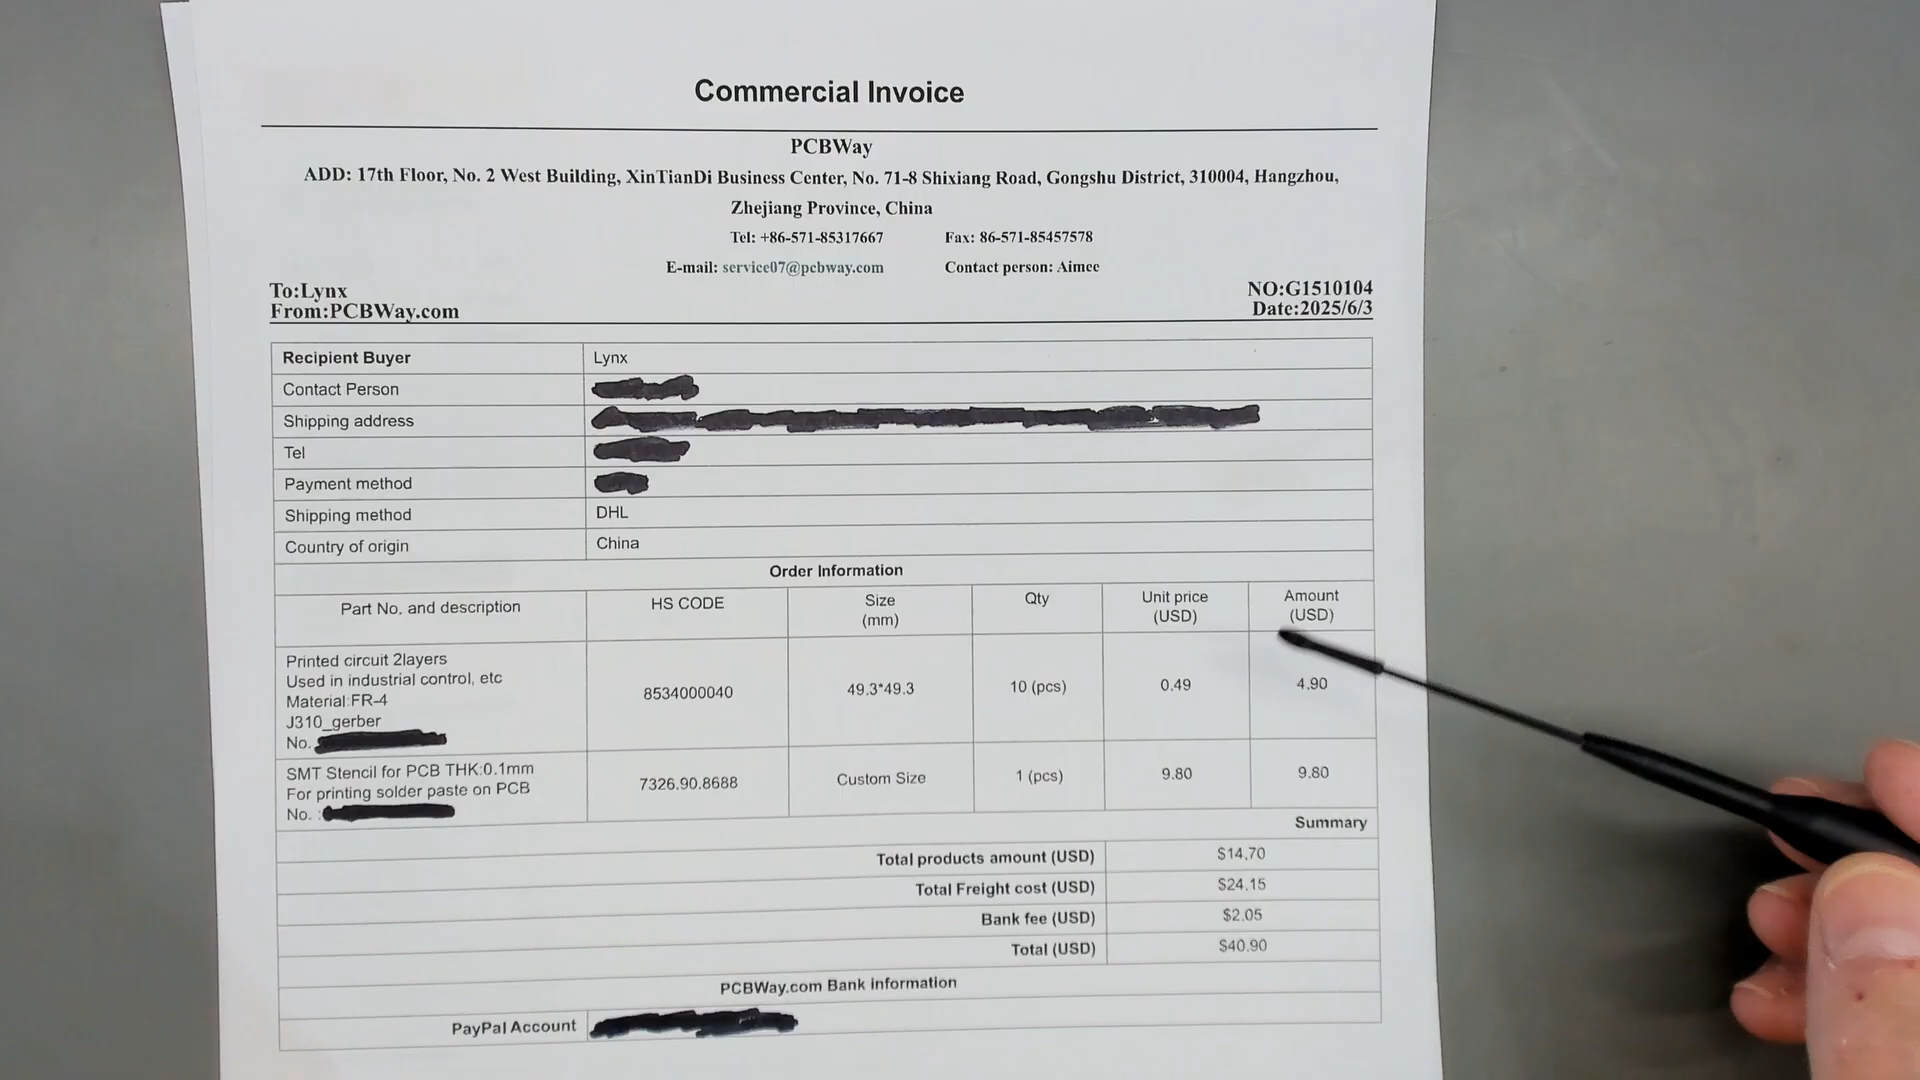 Commercial Invoice
PCBWay
ADD: 17th Floor, No. 2 West Building, XinTianDi Business Center, No. 71-8 Shixiang Road, Gongshu District, 310004, Hangzhou,
Zhejiang Province, China
Tel: +86-571-85317667 Fax: 86-571-85457578
E-mail: service07@pcbway.com Contact person: Aimee
To:Lynx NO:G1510104
From:PCBWay.com Date:2025/6/3
Recipient Buyer Lynx
Contact Person
Shipping address
Tel
Payment method
Shipping method DHL
Country of origin China
Order Information
Part No. and description HS CODE Size (mm) Qty Unit price (USD) Amount (USD)
Printed circuit 2layers
Used in industrial control, etc
Material:FR-4
J310_gerber
No.
8534000040 49.3*49.3 10 (pcs) 0.49 4.90
SMT Stencil for PCB THK:0.1mm
For printing solder paste on PCB
No. :
7326.90.8688 Custom Size 1 (pcs) 9.80 9.80
Summary
Total products amount (USD) $14.70
Total Freight cost (USD) $24.15
Bank fee (USD) $2.05
Total (USD) $40.90
PCBWay.com Bank information
PayPal Account